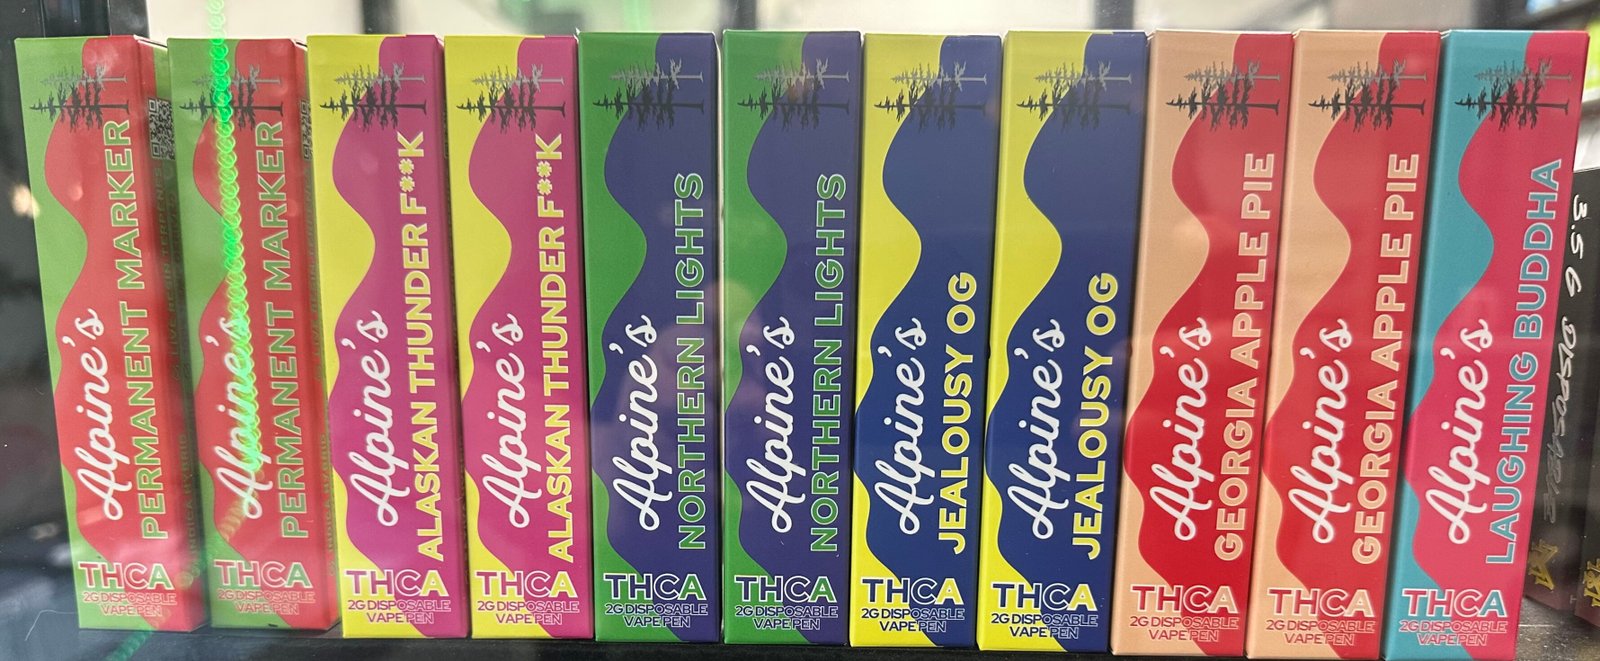 Alpine's
PERMANENT MARKER
THCA
2G DISPOSABLE
VAPE PEN
Alpine's
PERMANENT MARKER
THCA
2G DISPOSABLE
VAPE PEN
Alpine's
ALASKAN THUNDER F**K
THCA
2G DISPOSABLE
VAPE PEN
Alpine's
ALASKAN THUNDER F**K
THCA
2G DISPOSABLE
VAPE PEN
Alpine's
NORTHERN LIGHTS
THCA
2G DISPOSABLE
VAPE PEN
Alpine's
NORTHERN LIGHTS
THCA
2G DISPOSABLE
VAPE PEN
Alpine's
JEALOUSY OG
THCA
2G DISPOSABLE
VAPE PEN
Alpine's
JEALOUSY OG
THCA
2G DISPOSABLE
VAPE PEN
Alpine's
GEORGIA APPLE PIE
THCA
2G DISPOSABLE
VAPE PEN
Alpine's
GEORGIA APPLE PIE
THCA
2G DISPOSABLE
VAPE PEN
Alpine's
LAUGHING BUDDHA
THCA
2G DISPOSABLE
VAPE PEN
3.5 G DISPOSABLE